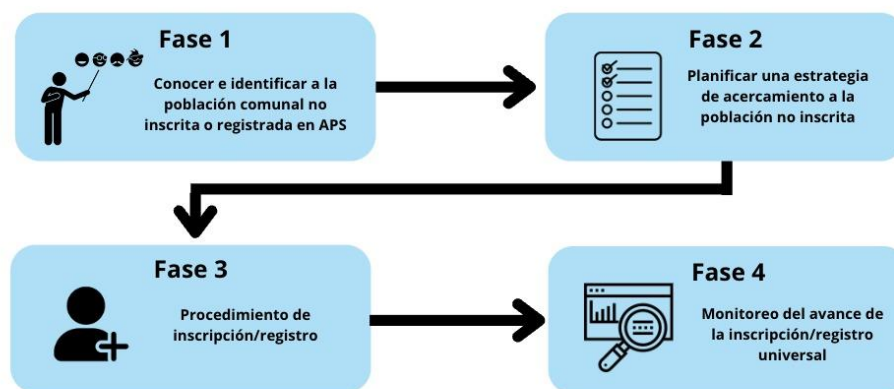 Fase 1
Conocer e identificar a la
población comunal no
inscrita o registrada en APS
Fase 2
Planificar una estrategia
de acercamiento a la
población no inscrita
Fase 3
Procedimiento de
inscripción/registro
Fase 4
Monitoreo del avance de
la inscripción/registro
universal